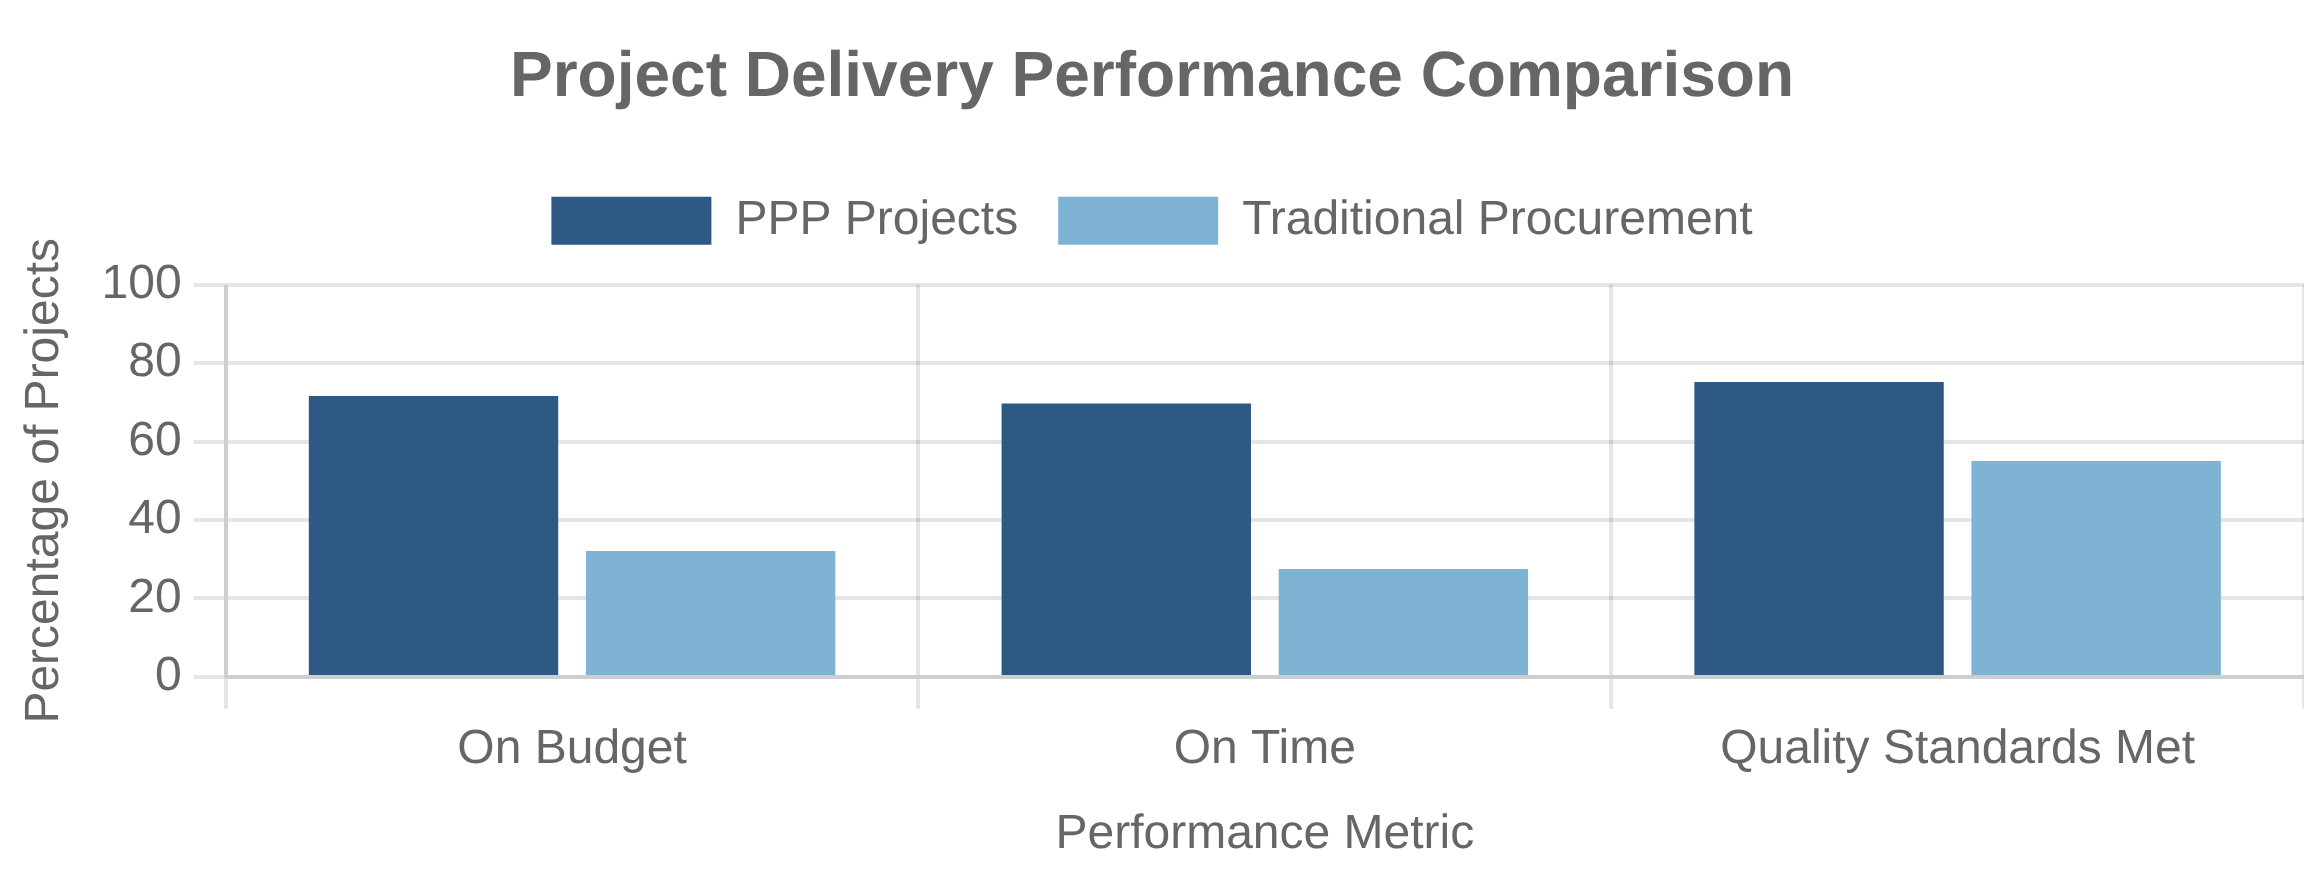 Project Delivery Performance Comparison
PPP Projects
Traditional Procurement
Percentage of Projects
100
80
60
40
20
0
On Budget
On Time
Quality Standards Met
Performance Metric